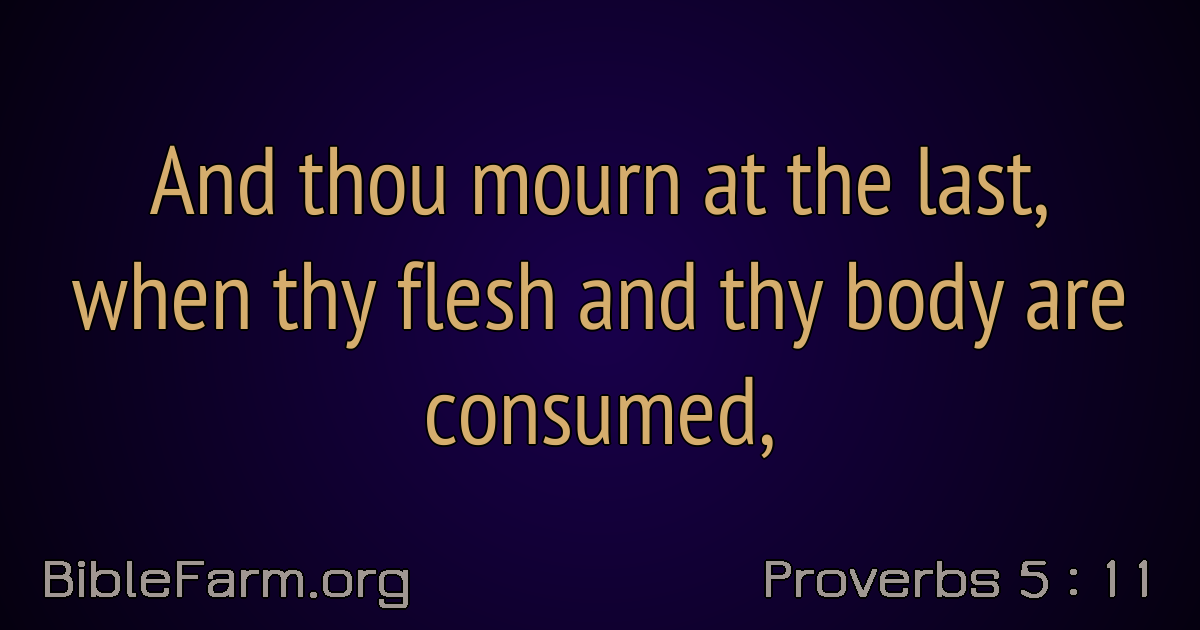 And thou mourn at the last,
when thy flesh and thy body are
consumed,
BibleFarm.org
Proverbs 5 : 11